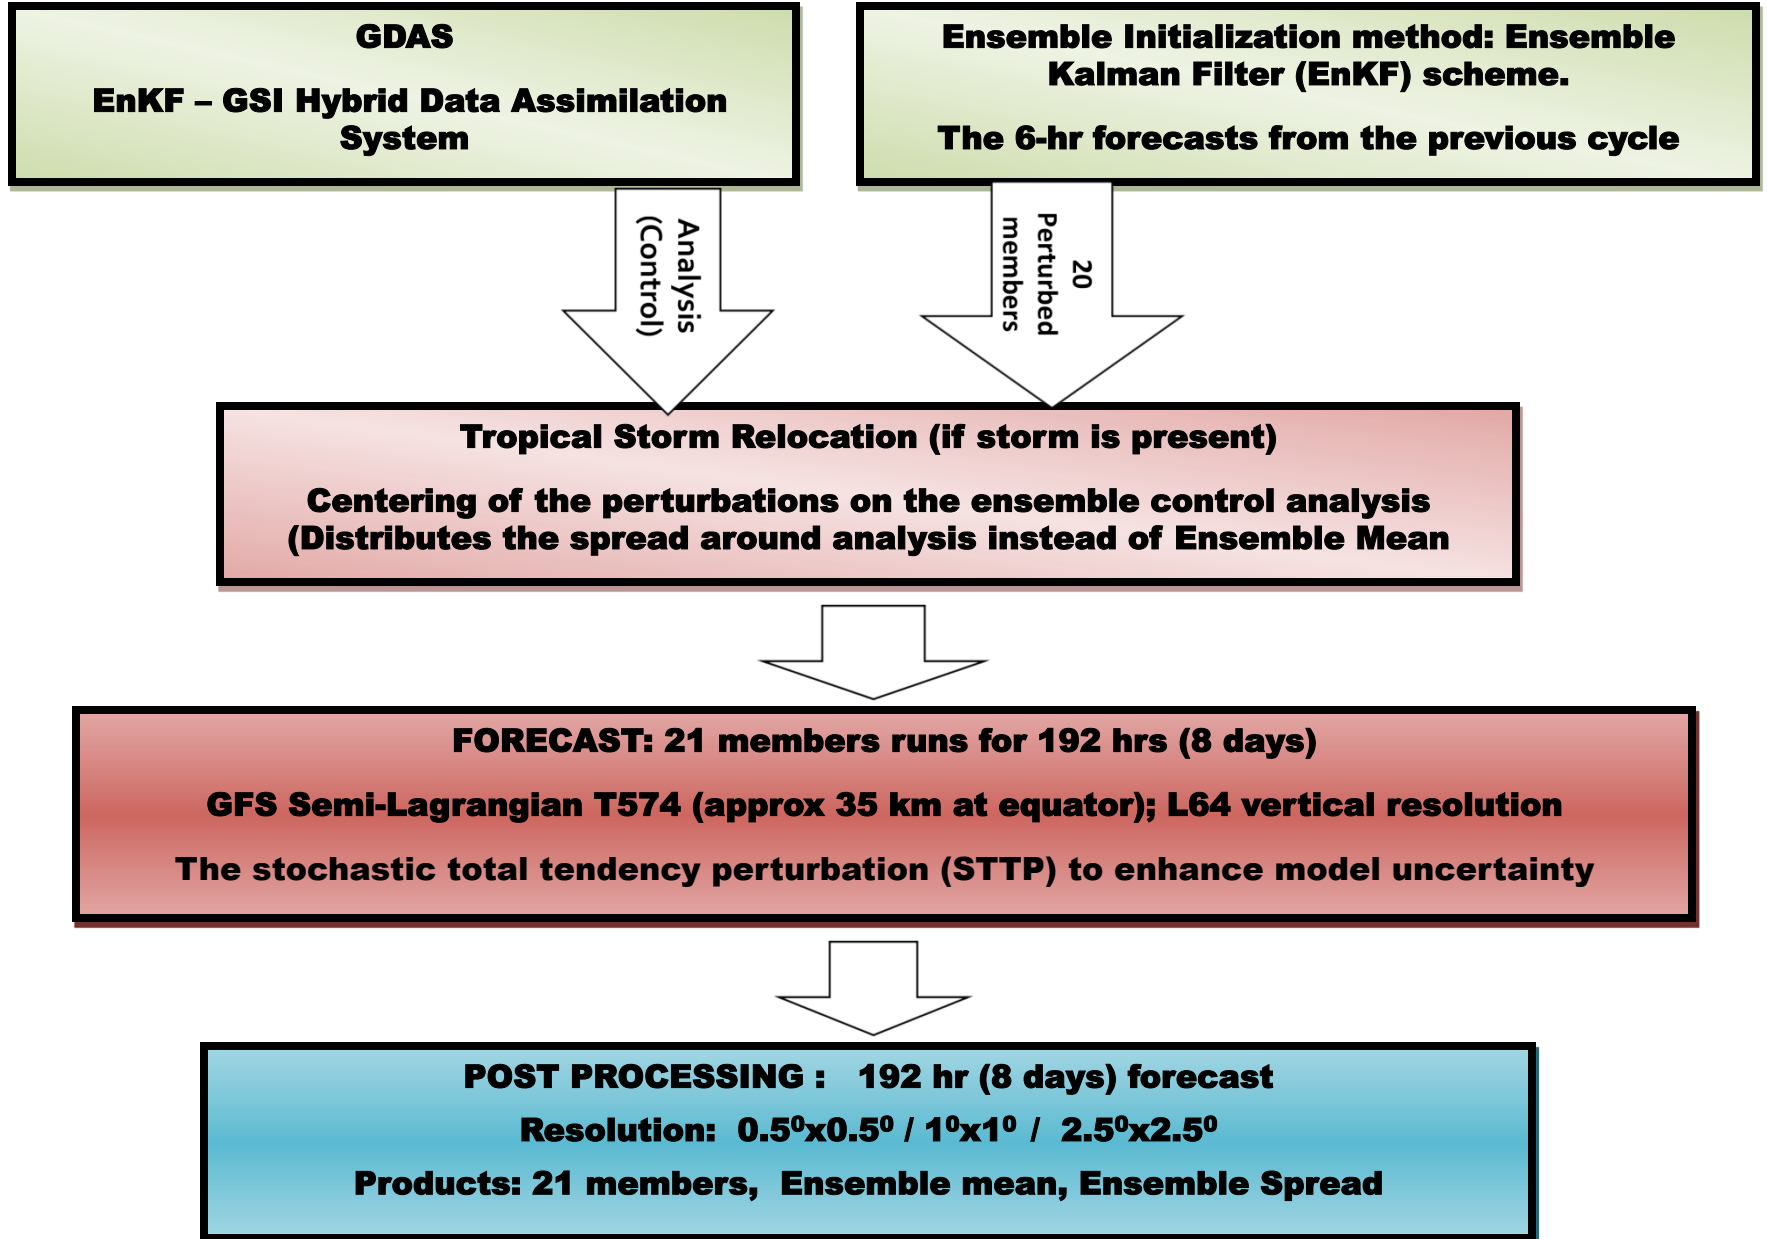 GDAS
EnKF – GSI Hybrid Data Assimilation
System
Ensemble Initialization method: Ensemble
Kalman Filter (EnKF) scheme.
The 6-hr forecasts from the previous cycle
Analysis
(Control)
20
Perturbed
members
Tropical Storm Relocation (if storm is present)
Centering of the perturbations on the ensemble control analysis
(Distributes the spread around analysis instead of Ensemble Mean
FORECAST: 21 members runs for 192 hrs (8 days)
GFS Semi-Lagrangian T574 (approx 35 km at equator); L64 vertical resolution
The stochastic total tendency perturbation (STTP) to enhance model uncertainty
POST PROCESSING : 192 hr (8 days) forecast
Resolution: 0.5⁰x0.5⁰ / 1⁰x1⁰ / 2.5⁰x2.5⁰
Products: 21 members, Ensemble mean, Ensemble Spread